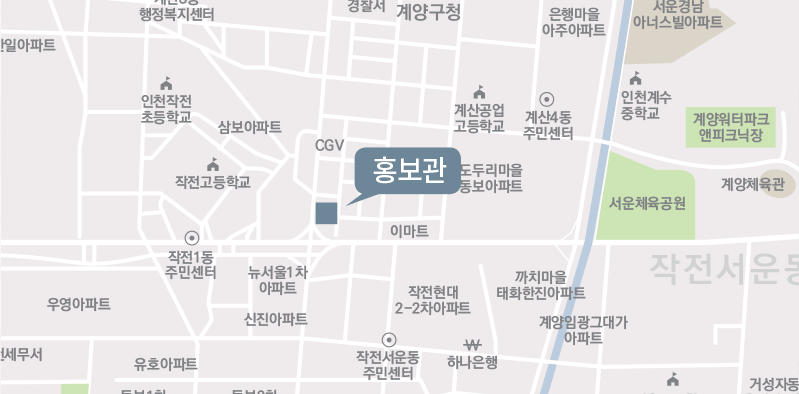 행정복지센터
경찰서
계양구청
은행마을
아주아파트
서운경남
아너스빌아파트
한일아파트
인천작전
초등학교
삼보아파트
CGV
계산공업
고등학교
계산4동
주민센터
인천계수
중학교
계양워터파크
앤피크닉장
홍보관
작전고등학교
도두리마을
동보아파트
계양체육관
서운체육공원
이마트
작전1동
주민센터
뉴서울1차
아파트
까치마을
태화한진아파트
작전서운동
우영아파트
신진아파트
작전현대
2-2차아파트
계양임광그대가
아파트
세무서
유호아파트
작전서운동
주민센터
하나은행
거성자동